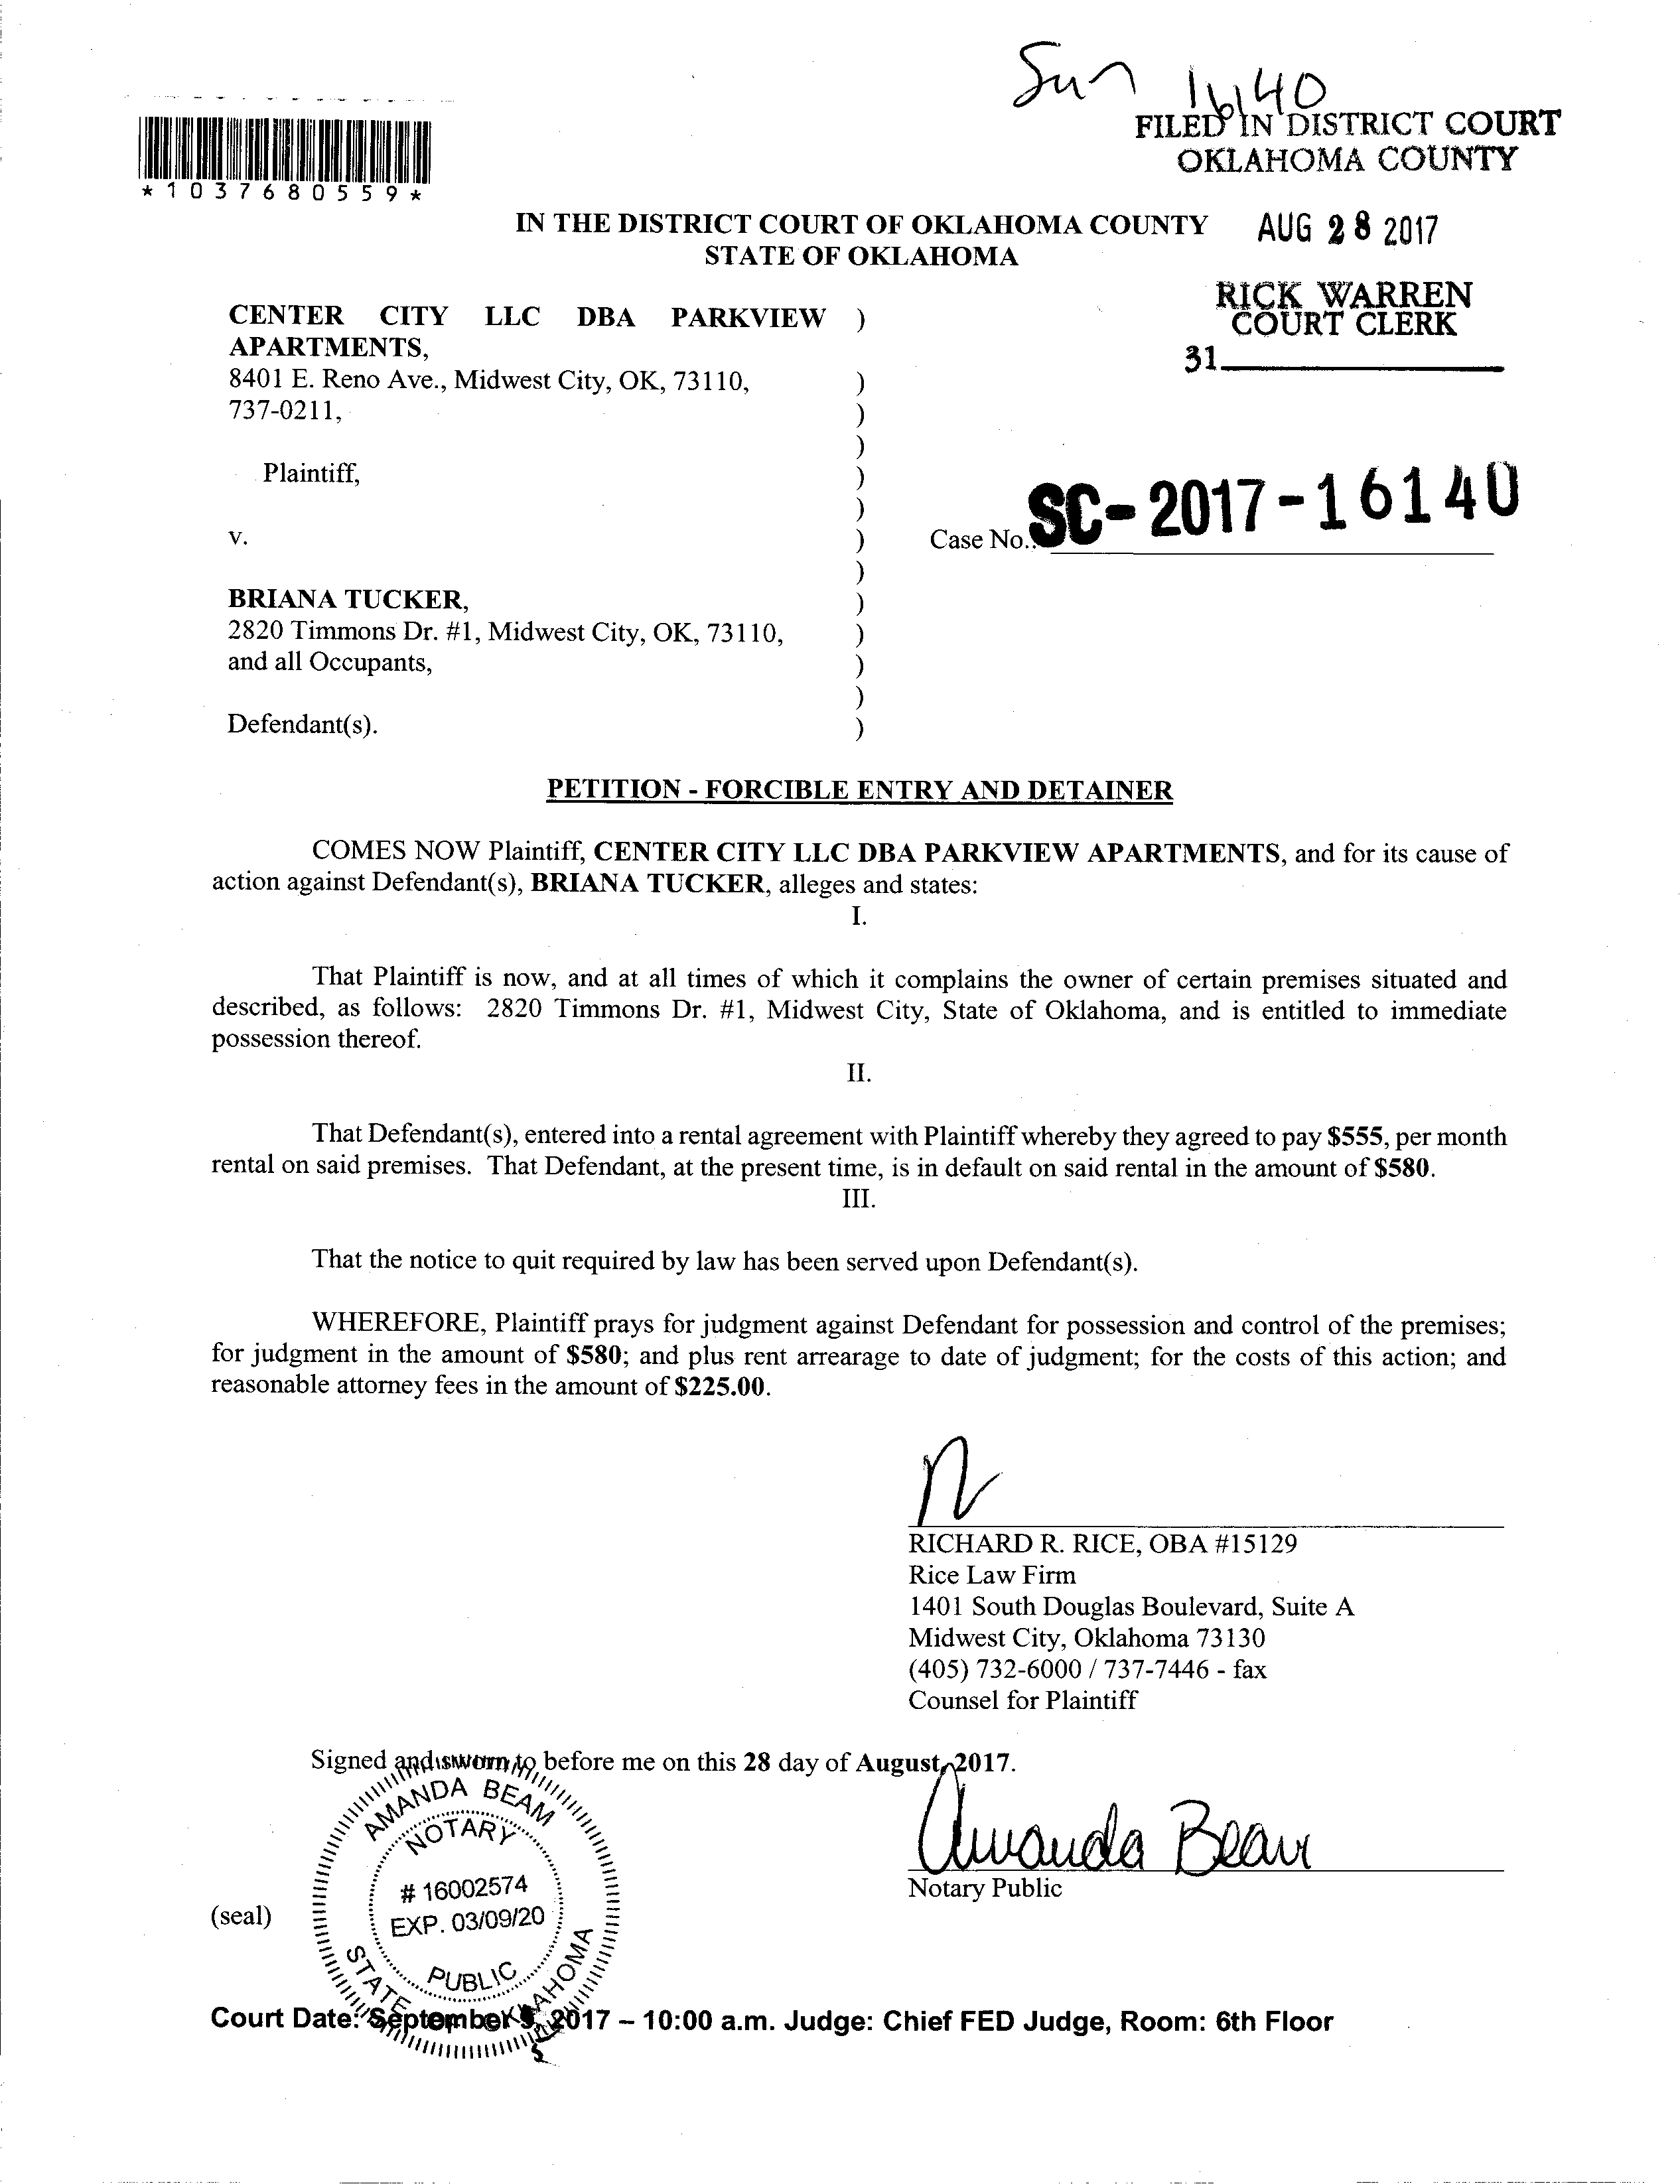 Sum 16140
FILED IN DISTRICT COURT
OKLAHOMA COUNTY
*1037680559*
IN THE DISTRICT COURT OF OKLAHOMA COUNTY
STATE OF OKLAHOMA
AUG 28 2017
RICK WARREN
COURT CLERK
31
CENTER CITY LLC DBA PARKVIEW )
APARTMENTS,
8401 E. Reno Ave., Midwest City, OK, 73110, )
737-0211, )
)
Plaintiff, )
)
v. ) Case No.: SC-2017-16140
)
BRIANA TUCKER, )
2820 Timmons Dr. #1, Midwest City, OK, 73110, )
and all Occupants, )
)
Defendant(s). )
PETITION - FORCIBLE ENTRY AND DETAINER
COMES NOW Plaintiff, CENTER CITY LLC DBA PARKVIEW APARTMENTS, and for its cause of
action against Defendant(s), BRIANA TUCKER, alleges and states:
I.
That Plaintiff is now, and at all times of which it complains the owner of certain premises situated and
described, as follows: 2820 Timmons Dr. #1, Midwest City, State of Oklahoma, and is entitled to immediate
possession thereof.
II.
That Defendant(s), entered into a rental agreement with Plaintiff whereby they agreed to pay $555, per month
rental on said premises. That Defendant, at the present time, is in default on said rental in the amount of $580.
III.
That the notice to quit required by law has been served upon Defendant(s).
WHEREFORE, Plaintiff prays for judgment against Defendant for possession and control of the premises;
for judgment in the amount of $580; and plus rent arrearage to date of judgment; for the costs of this action; and
reasonable attorney fees in the amount of $225.00.
RICHARD R. RICE, OBA #15129
Rice Law Firm
1401 South Douglas Boulevard, Suite A
Midwest City, Oklahoma 73130
(405) 732-6000 / 737-7446 - fax
Counsel for Plaintiff
Signed and sworn to before me on this 28 day of August, 2017.
AMANDA BEAM
NOTARY
# 16002574
EXP. 03/09/20
PUBLIC
STATE OKLAHOMA
Amanda Beam
Notary Public
(seal)
Court Date: September 2017 – 10:00 a.m. Judge: Chief FED Judge, Room: 6th Floor